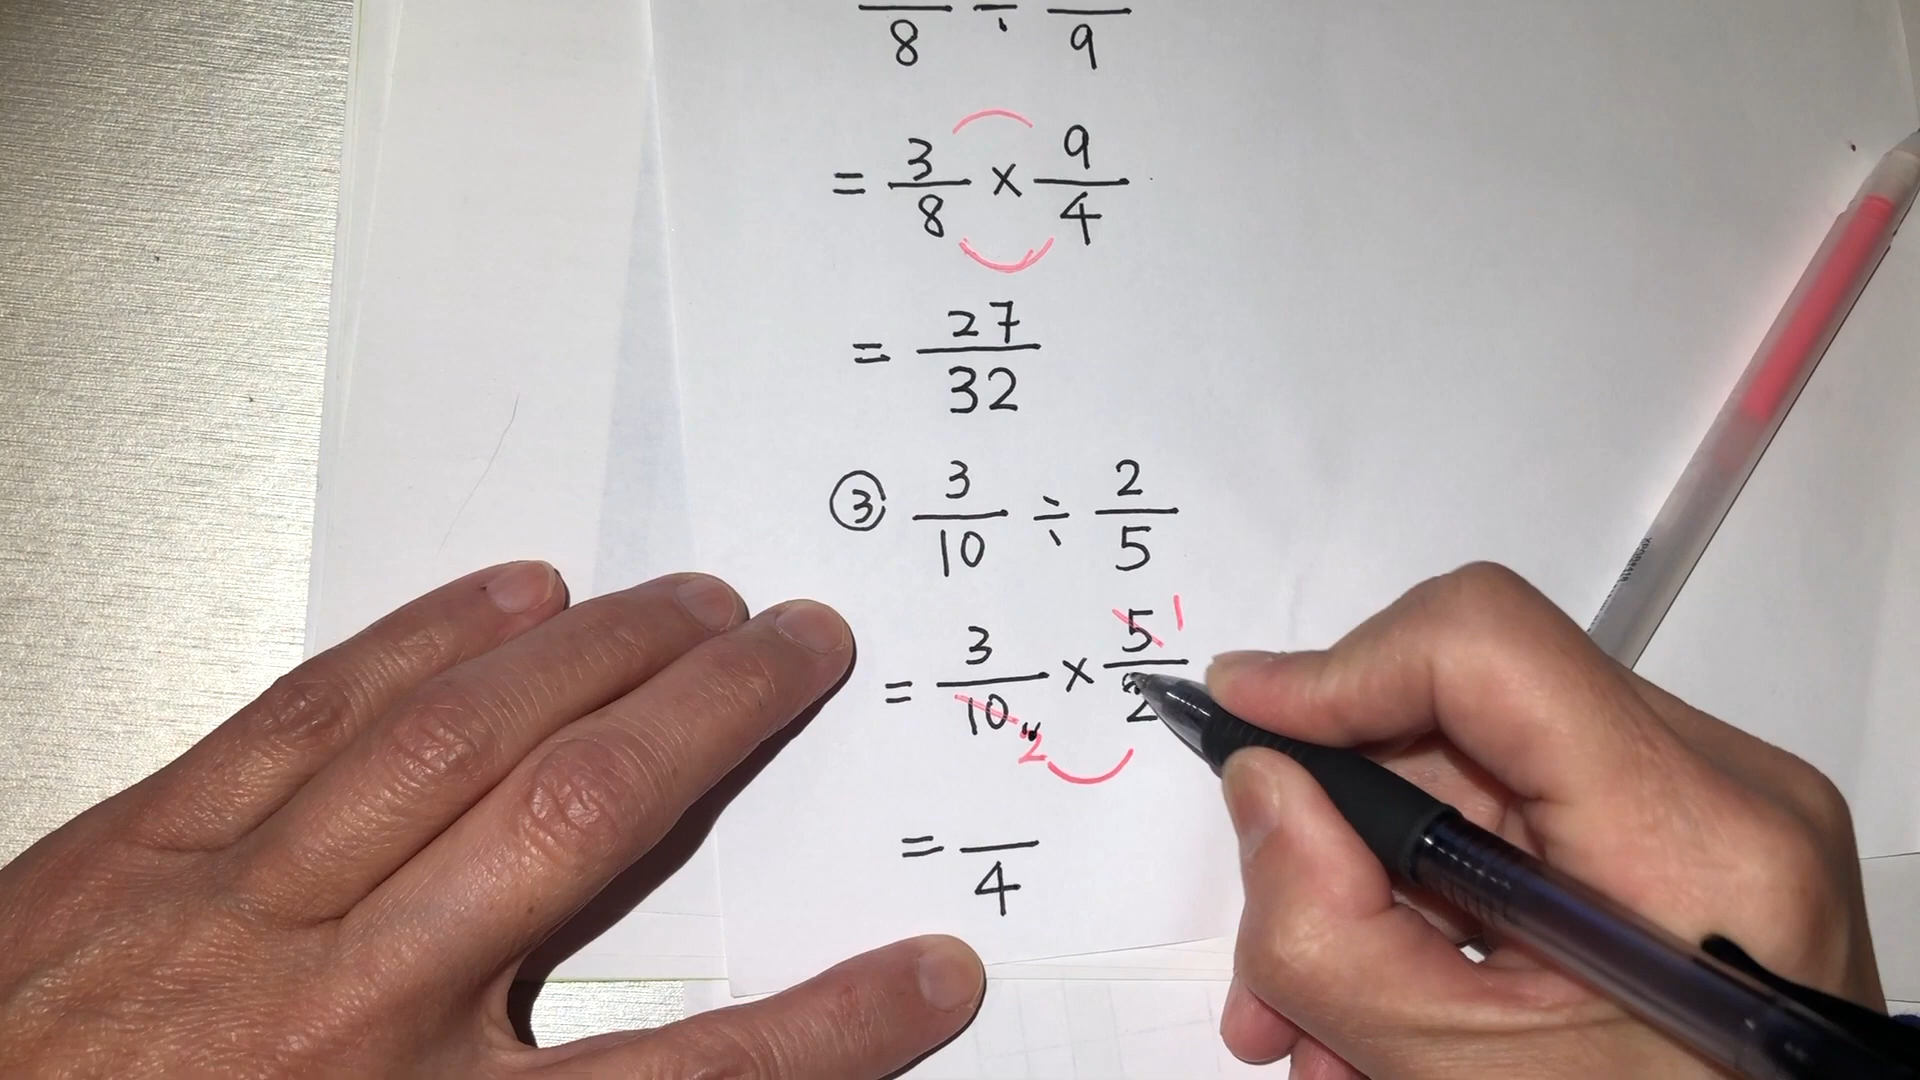 8 ÷ 9
= 3/8 × 9/4
= 27/32
③ 3/10 ÷ 2/5
= 3/10 2 × 5/2 1
= /4